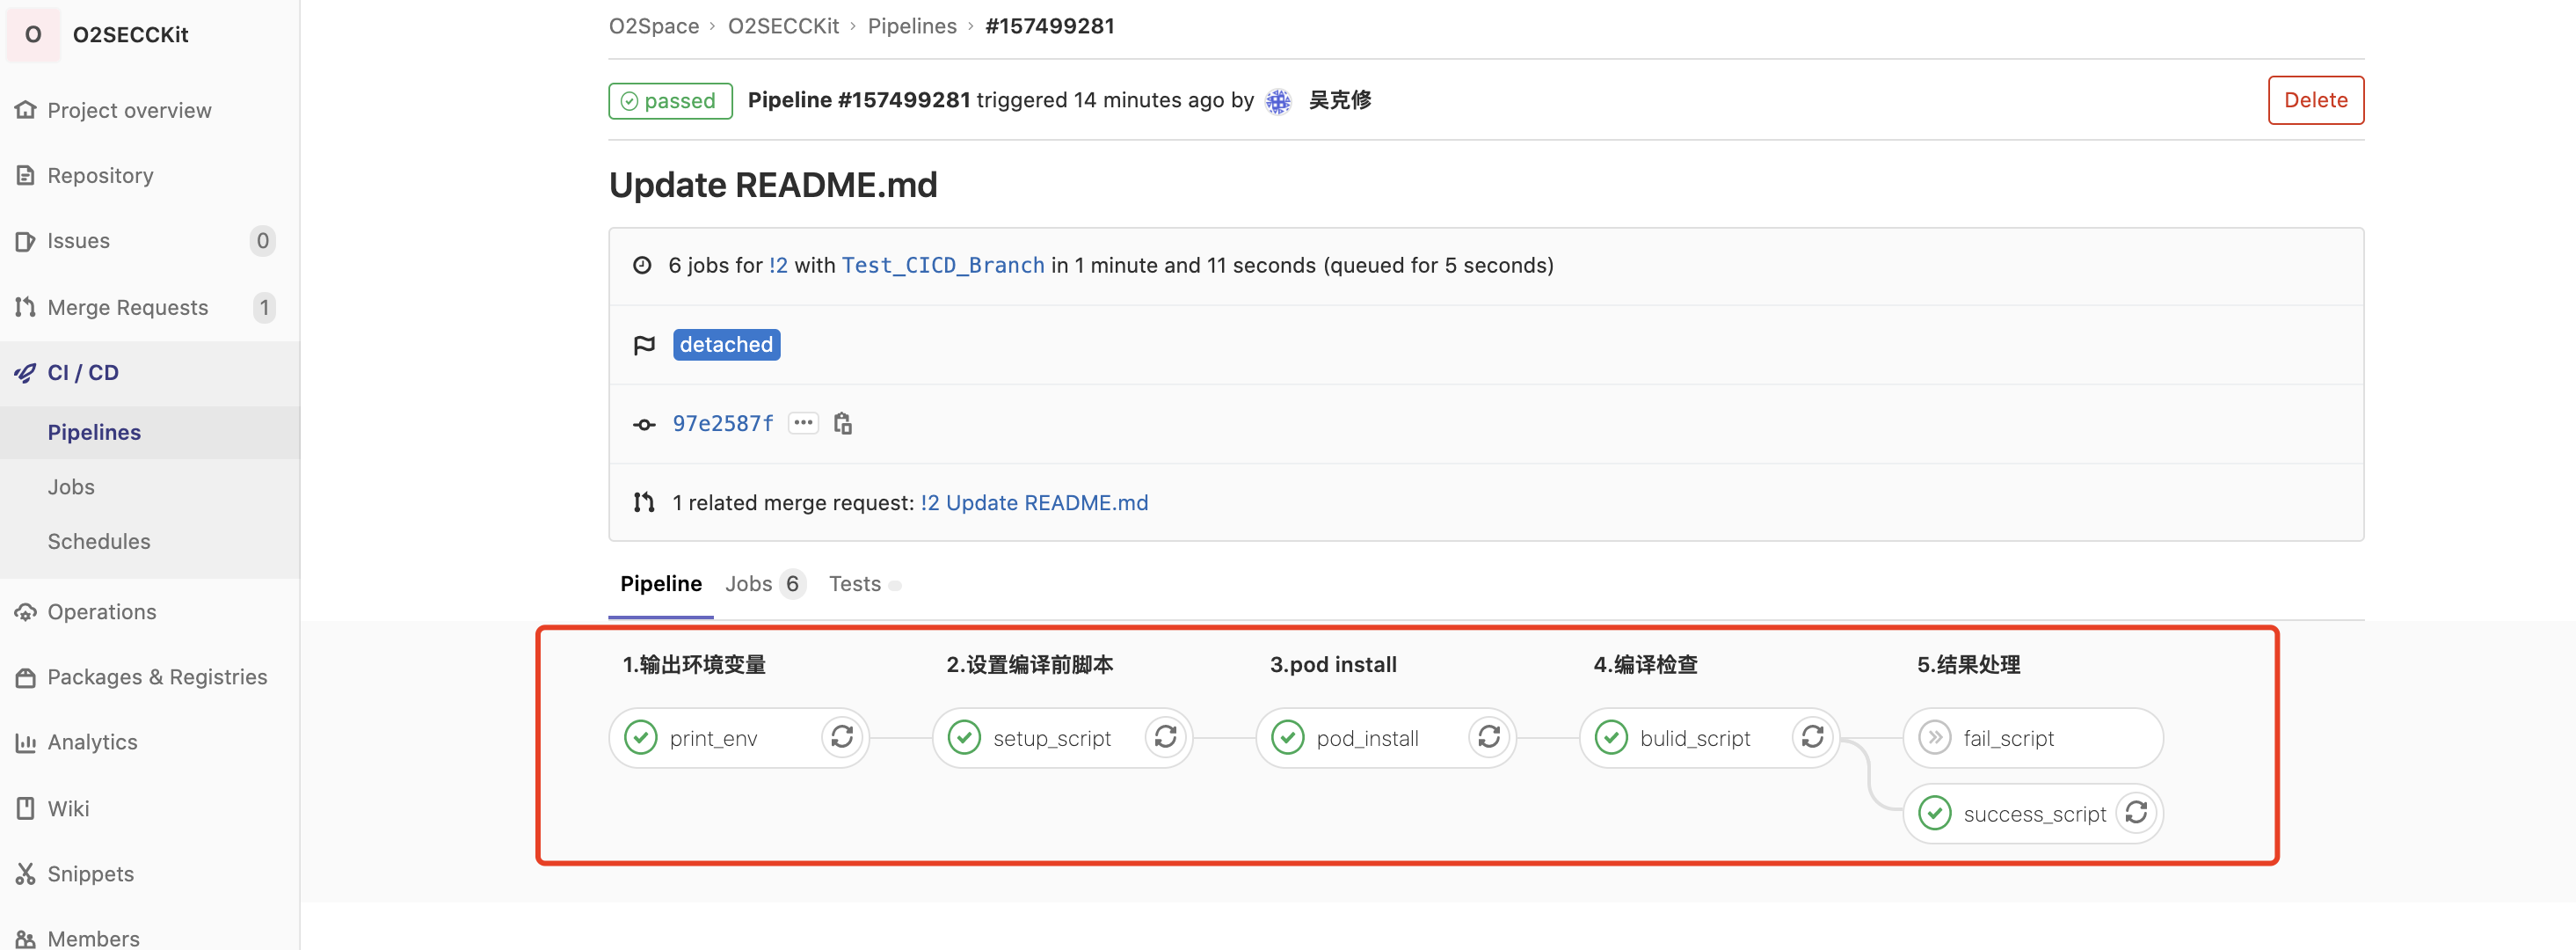 O O2SECCKit
Project overview
Repository
Issues 0
Merge Requests 1
CI / CD
Pipelines
Jobs
Schedules
Operations
Packages & Registries
Analytics
Wiki
Snippets
Members
O2Space › O2SECCKit › Pipelines › #157499281
passed Pipeline #157499281 triggered 14 minutes ago by 吴克修
Delete
Update README.md
6 jobs for !2 with Test_CICD_Branch in 1 minute and 11 seconds (queued for 5 seconds)
detached
97e2587f ···
1 related merge request: !2 Update README.md
Pipeline Jobs 6 Tests
1.输出环境变量 2.设置编译前脚本 3.pod install 4.编译检查 5.结果处理
print_env setup_script pod_install bulid_script fail_script
success_script